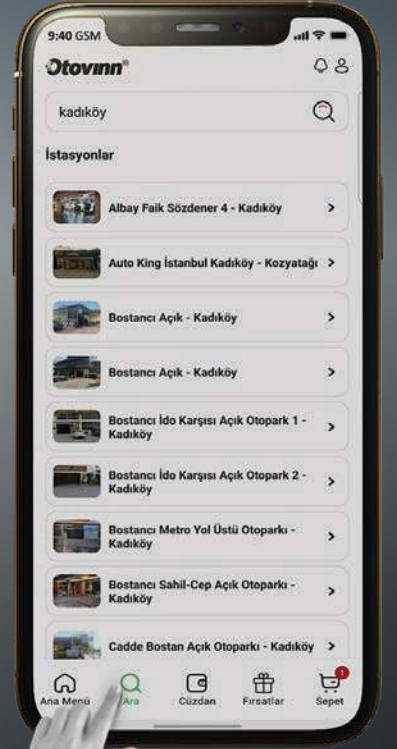 9:40 GSM
Otovınn®
kadıköy
İstasyonlar
Albay Faik Sözdener 4 - Kadıköy
Auto King İstanbul Kadıköy - Kozyatağı
Bostancı Açık - Kadıköy
Bostancı Açık - Kadıköy
Bostancı İdo Karşısı Açık Otopark 1 -
Kadıköy
Bostancı İdo Karşısı Açık Otopark 2 -
Kadıköy
Bostancı Metro Yol Üstü Otoparkı -
Kadıköy
Bostancı Sahil-Cep Açık Otoparkı -
Kadıköy
Cadde Bostan Açık Otoparkı - Kadıköy
1
Ana Menü Ara Cüzdan Fırsatlar Sepet